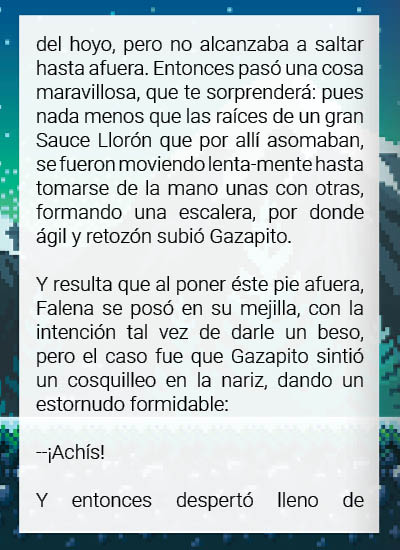 del hoyo, pero no alcanzaba a saltar
hasta afuera. Entonces pasó una cosa
maravillosa, que te sorprenderá: pues
nada menos que las raíces de un gran
Sauce Llorón que por allí asomaban,
se fueron moviendo lenta-mente hasta
tomarse de la mano unas con otras,
formando una escalera, por donde
ágil y retozón subió Gazapito.
Y resulta que al poner éste pie afuera,
Falena se posó en su mejilla, con la
intención tal vez de darle un beso,
pero el caso fue que Gazapito sintió
un cosquilleo en la nariz, dando un
estornudo formidable:
--¡Achís!
Y entonces despertó lleno de